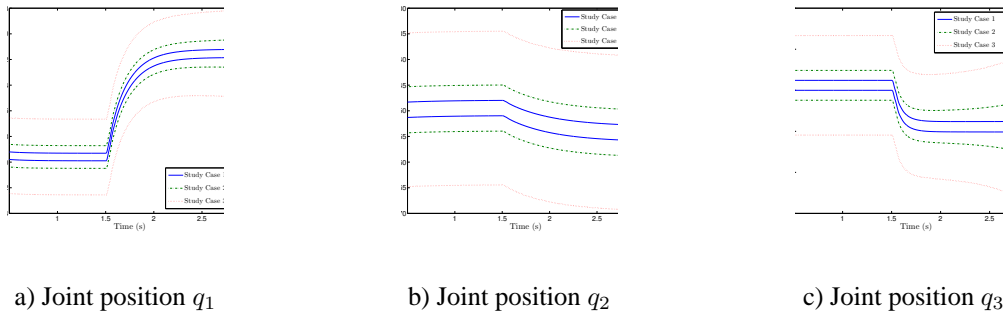 Study Case
Study Case 2
Study Case 3
1 1.5 2 2.5
Time (s)
a) Joint position q1
Study Case
Study Case
Study Case
1 1.5 2 2.5
Time (s)
b) Joint position q2
Study Case 1
Study Case 2
Study Case 3
1 1.5 2 2.5
Time (s)
c) Joint position q3